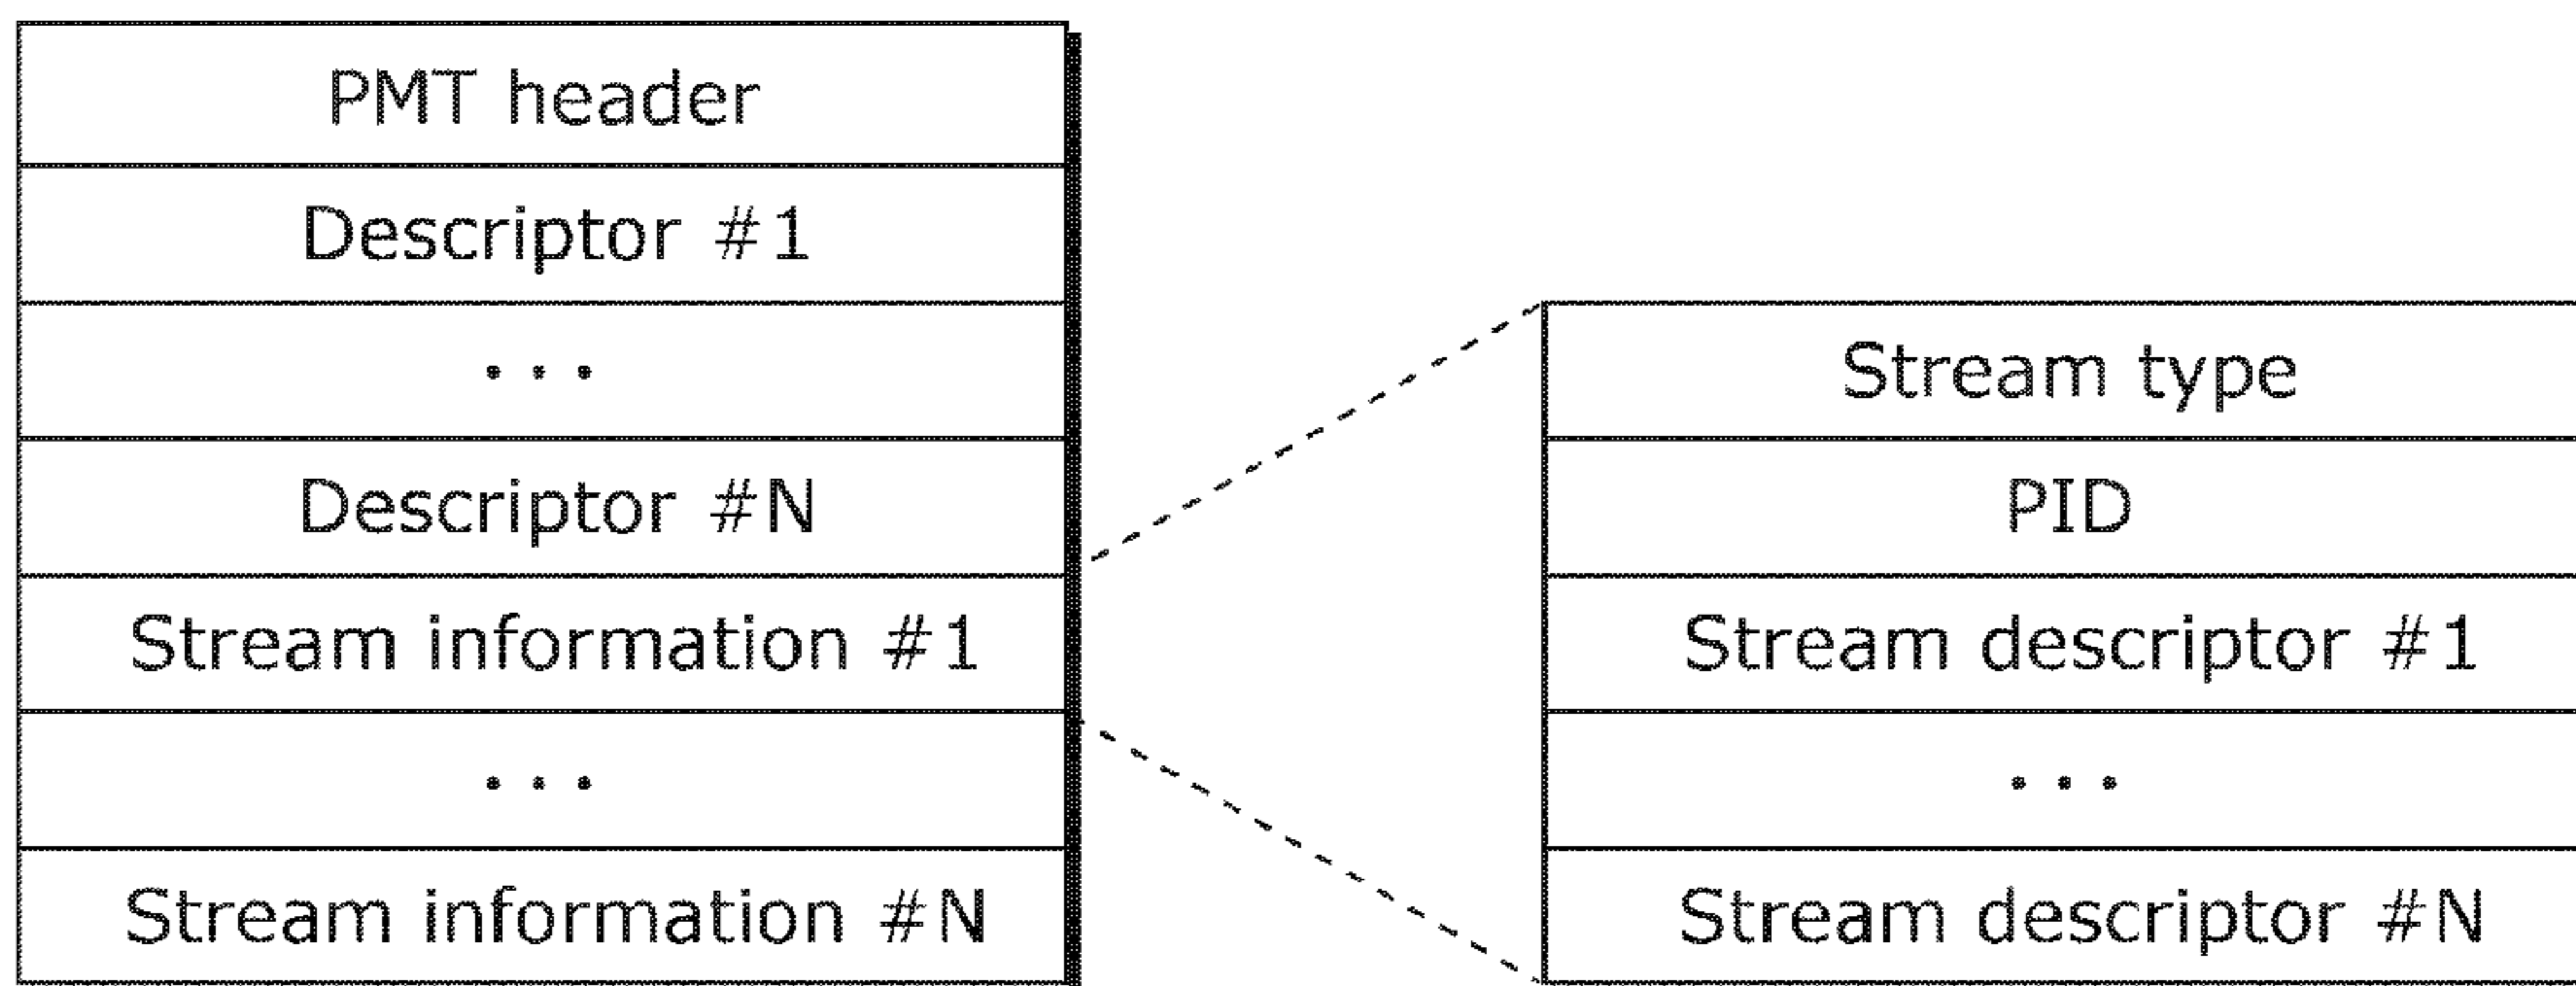 PMT header
Descriptor #1
...
Descriptor #N
Stream information #1
...
Stream information #N
Stream type
PID
Stream descriptor #1
...
Stream descriptor #N